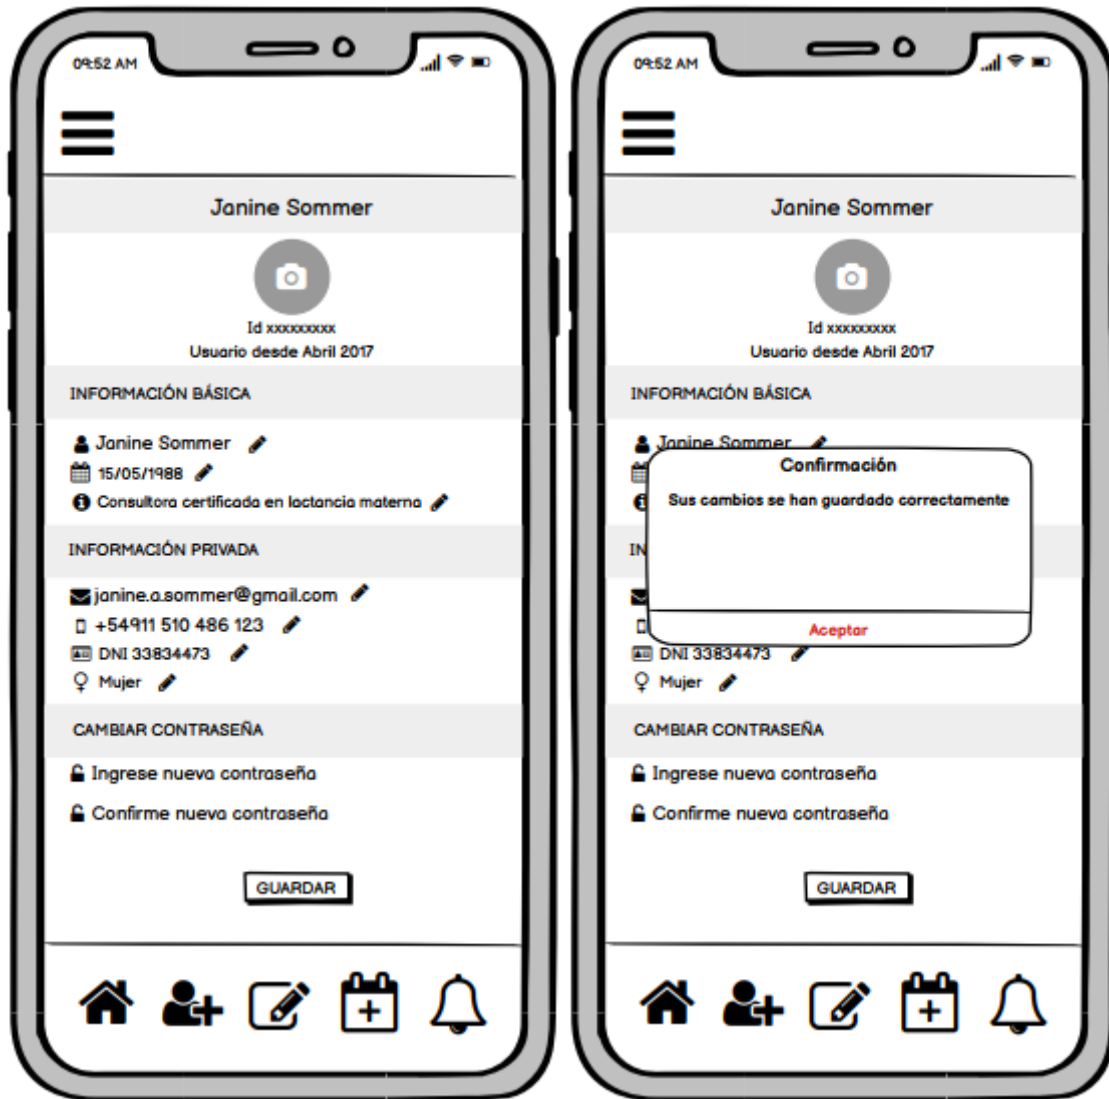 09:52 AM
Janine Sommer
Id xxxxxxxxx
Usuario desde Abril 2017
INFORMACIÓN BÁSICA
Janine Sommer
15/05/1988
Consultora certificada en lactancia materna
INFORMACIÓN PRIVADA
janine.a.sommer@gmail.com
+54911 510 486 123
DNI 33834473
Mujer
CAMBIAR CONTRASEÑA
Ingrese nueva contraseña
Confirme nueva contraseña
GUARDAR
09:52 AM
Janine Sommer
Id xxxxxxxxx
Usuario desde Abril 2017
INFORMACIÓN BÁSICA
Janine Sommer
Confirmación
Sus cambios se han guardado correctamente
IN
Aceptar
DNI 33834473
Mujer
CAMBIAR CONTRASEÑA
Ingrese nueva contraseña
Confirme nueva contraseña
GUARDAR